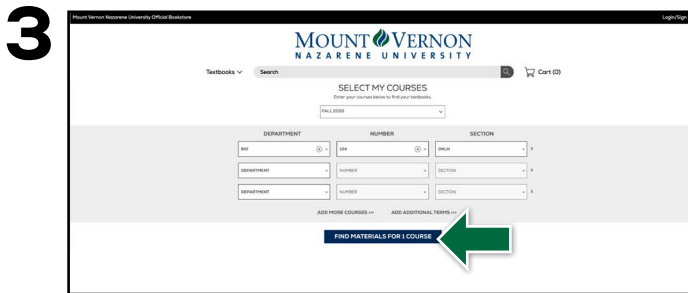 3
Mount Vernon Nazarene University Official Bookstore
Login/Sign
MOUNT VERNON
NAZARENE UNIVERSITY
Textbooks
Search
Cart (0)
SELECT MY COURSES
Enter your courses below to find your textbooks.
FALL 2025
DEPARTMENT NUMBER SECTION
BIO 134 ONLN X
DEPARTMENT NUMBER SECTION X
DEPARTMENT NUMBER SECTION X
ADD MORE COURSES >>> ADD ADDITIONAL TERMS >>>
FIND MATERIALS FOR 1 COURSE